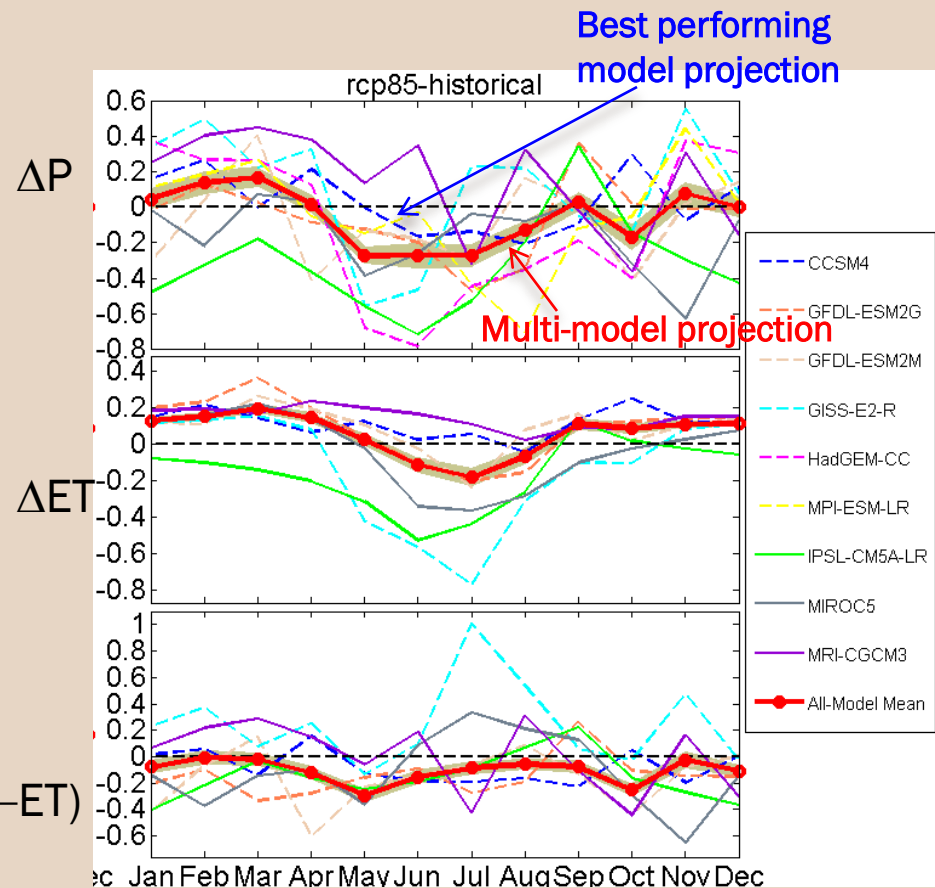 Best performing
model projection
rcp85-historical
ΔP
0.6
0.4
0.2
0
-0.2
-0.4
-0.6
-0.8
Multi-model projection
ΔET
0.4
0.2
0
-0.2
-0.4
-0.6
-0.8
–ET)
1
0.8
0.6
0.4
0.2
0
-0.2
-0.4
-0.6
Jan Feb Mar Apr May Jun Jul Aug Sep Oct Nov Dec
CCSM4
GFDL-ESM2G
GFDL-ESM2M
GISS-E2-R
HadGEM-CC
MPI-ESM-LR
IPSL-CM5A-LR
MIROC5
MRI-CGCM3
All-Model Mean